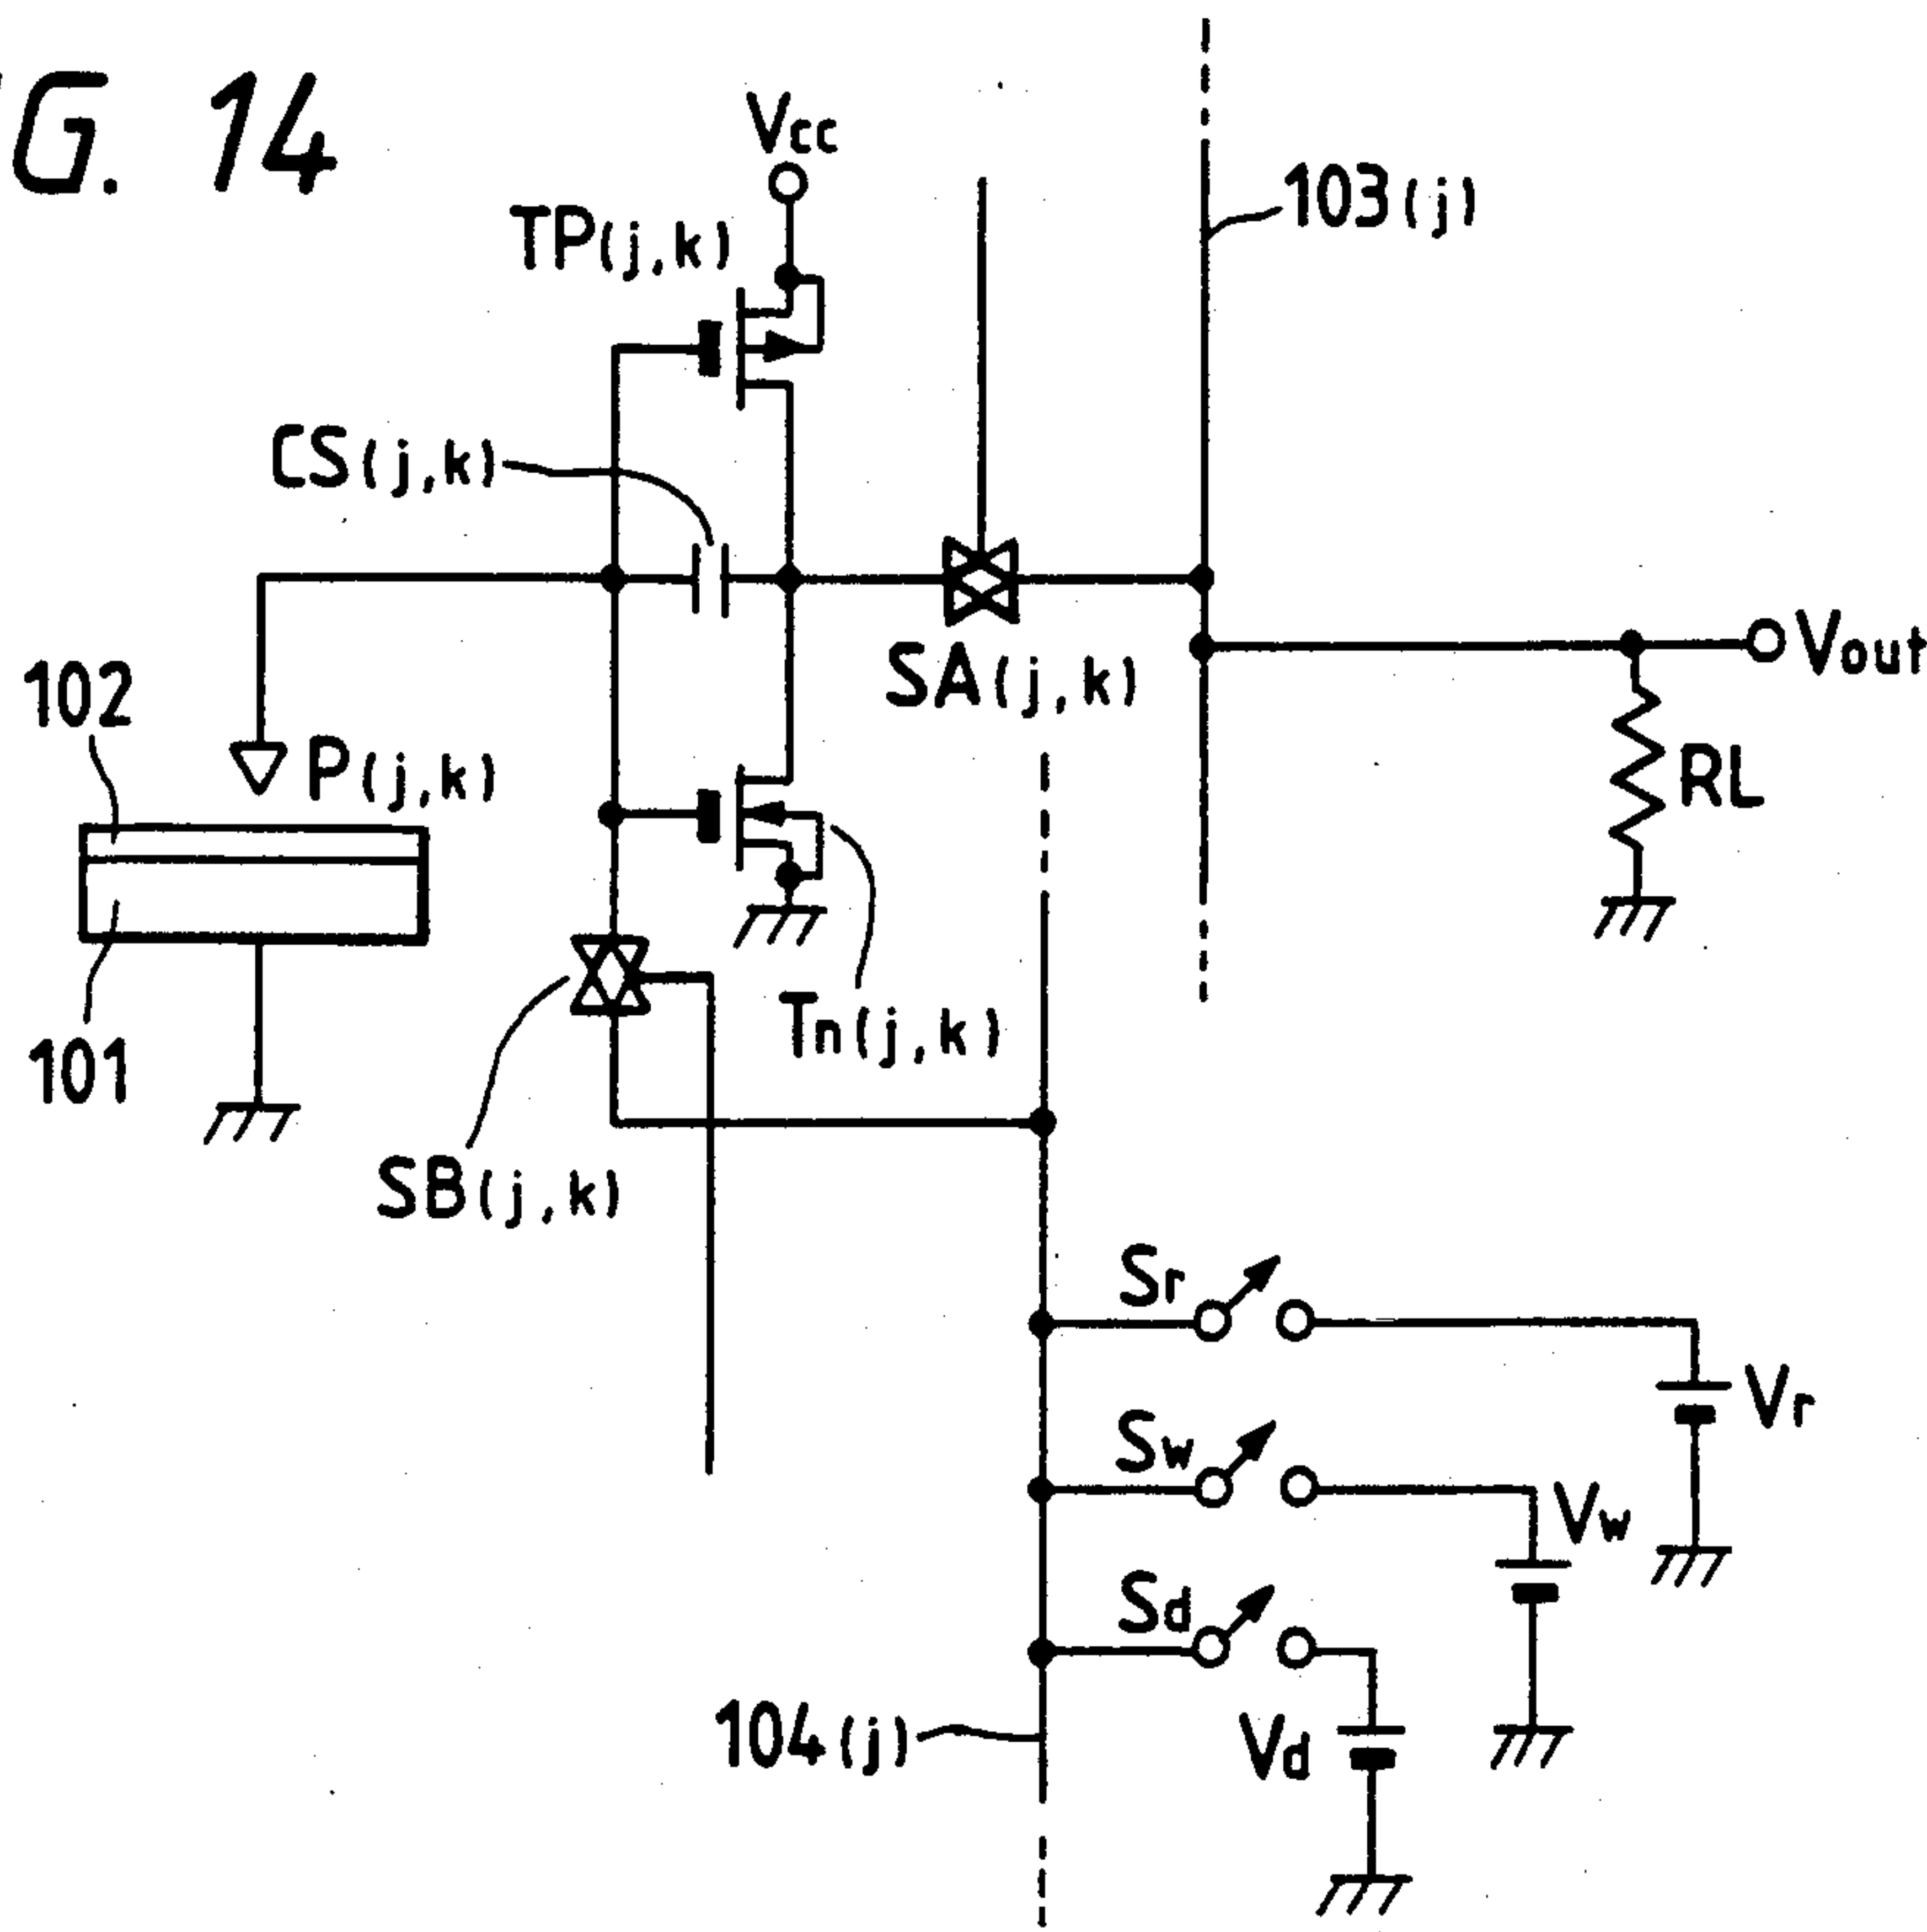 G. 14
Vcc
TP(j,k)
103(j)
CS(j,k)
SA(j,k)
Vout
102
P(j,k)
RL
Tn(j,k)
101
SB(j,k)
Sr
Vr
Sw
Vw
Sd
104(j)
Vd